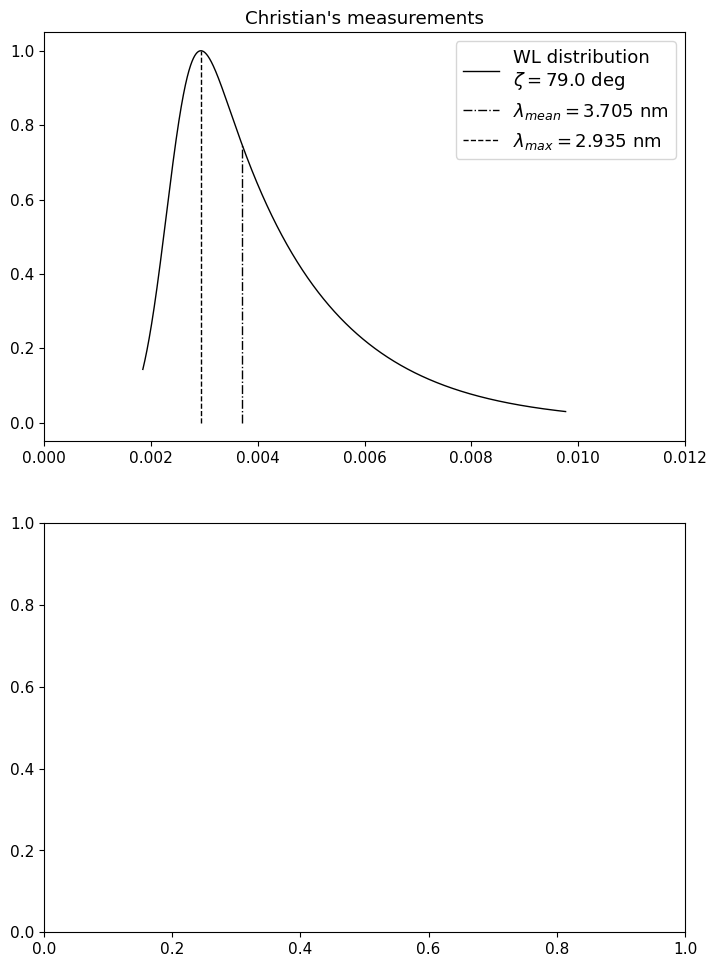 Christian's measurements
WL distribution
ζ = 79.0 deg
λmean = 3.705 nm
λmax = 2.935 nm
1.0
0.8
0.6
0.4
0.2
0.0
0.000 0.002 0.004 0.006 0.008 0.010 0.012
1.0
0.8
0.6
0.4
0.2
0.0
0.0 0.2 0.4 0.6 0.8 1.0